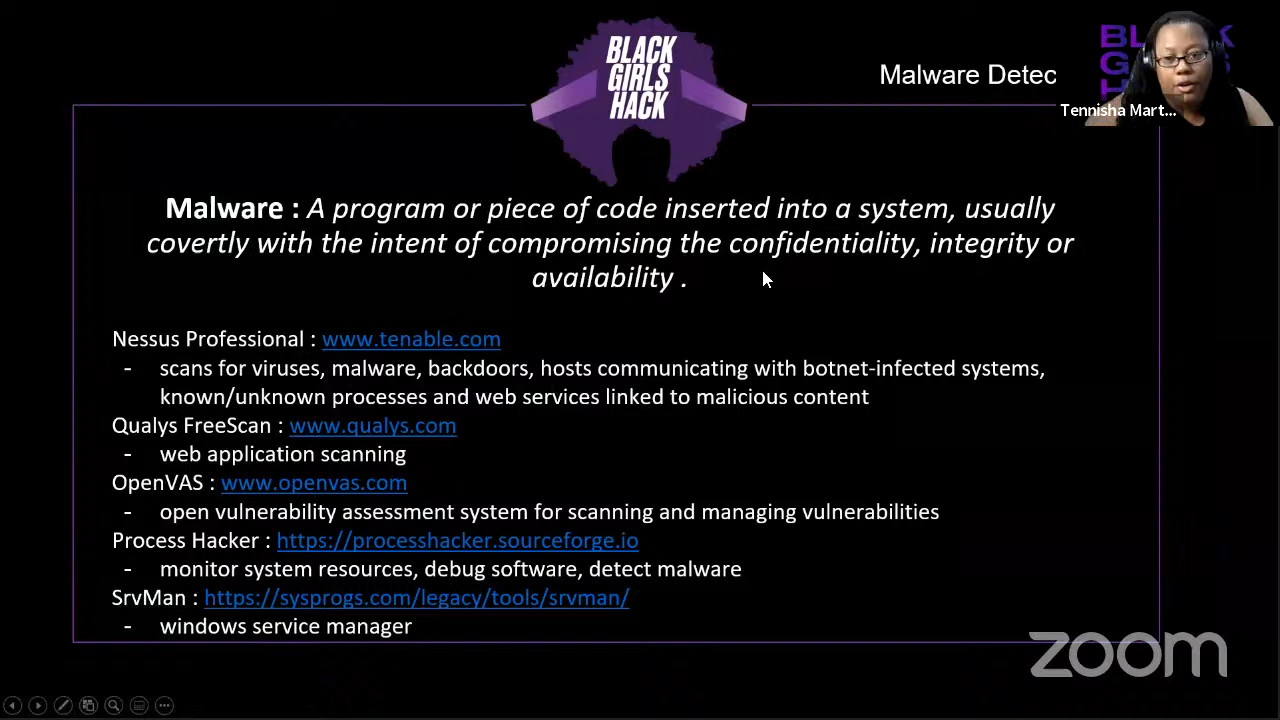 BLACK
GIRLS
HACK
Malware Detec
Tennisha Mart...
Malware : A program or piece of code inserted into a system, usually
covertly with the intent of compromising the confidentiality, integrity or
availability .
Nessus Professional : www.tenable.com
- scans for viruses, malware, backdoors, hosts communicating with botnet-infected systems,
known/unknown processes and web services linked to malicious content
Qualys FreeScan : www.qualys.com
- web application scanning
OpenVAS : www.openvas.com
- open vulnerability assessment system for scanning and managing vulnerabilities
Process Hacker : https://processhacker.sourceforge.io
- monitor system resources, debug software, detect malware
SrvMan : https://sysprogs.com/legacy/tools/srvman/
- windows service manager
zoom